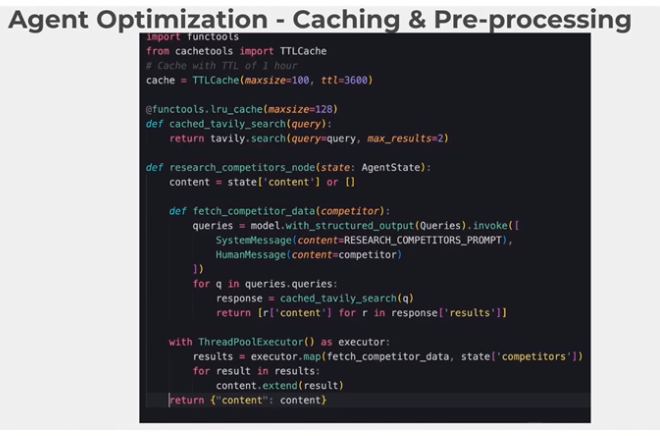 Agent Optimization - Caching & Pre-processing
import functools
from cachetools import TTLCache
# Cache with TTL of 1 hour
cache = TTLCache(maxsize=100, ttl=3600)
@functools.lru_cache(maxsize=128)
def cached_tavily_search(query):
    return tavily.search(query=query, max_results=2)
def research_competitors_node(state: AgentState):
    content = state['content'] or []
    def fetch_competitor_data(competitor):
        queries = model.with_structured_output(Queries).invoke([
            SystemMessage(content=RESEARCH_COMPETITORS_PROMPT),
            HumanMessage(content=competitor)
        ])
        for q in queries.queries:
            response = cached_tavily_search(q)
            return [r['content'] for r in response['results']]
    with ThreadPoolExecutor() as executor:
        results = executor.map(fetch_competitor_data, state['competitors'])
        for result in results:
            content.extend(result)
    return {"content": content}